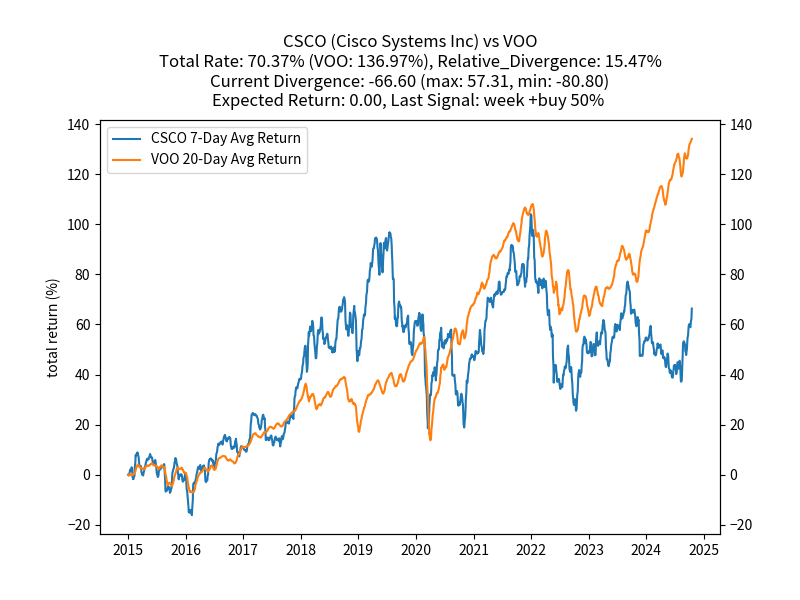 CSCO (Cisco Systems Inc) vs VOO
Total Rate: 70.37% (VOO: 136.97%), Relative_Divergence: 15.47%
Current Divergence: -66.60 (max: 57.31, min: -80.80)
Expected Return: 0.00, Last Signal: week +buy 50%
CSCO 7-Day Avg Return
VOO 20-Day Avg Return
total return (%)
140 140
120 120
100 100
80 80
60 60
40 40
20 20
0 0
−20 −20
2015 2016 2017 2018 2019 2020 2021 2022 2023 2024 2025